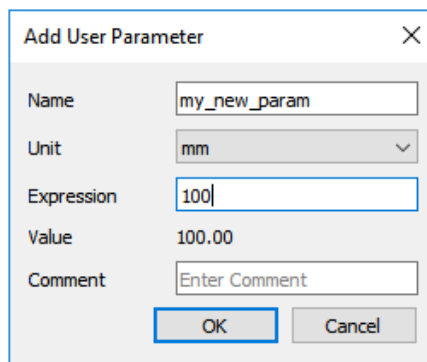 Add User Parameter
Name my_new_param
Unit mm
Expression 100
Value 100.00
Comment Enter Comment
OK Cancel